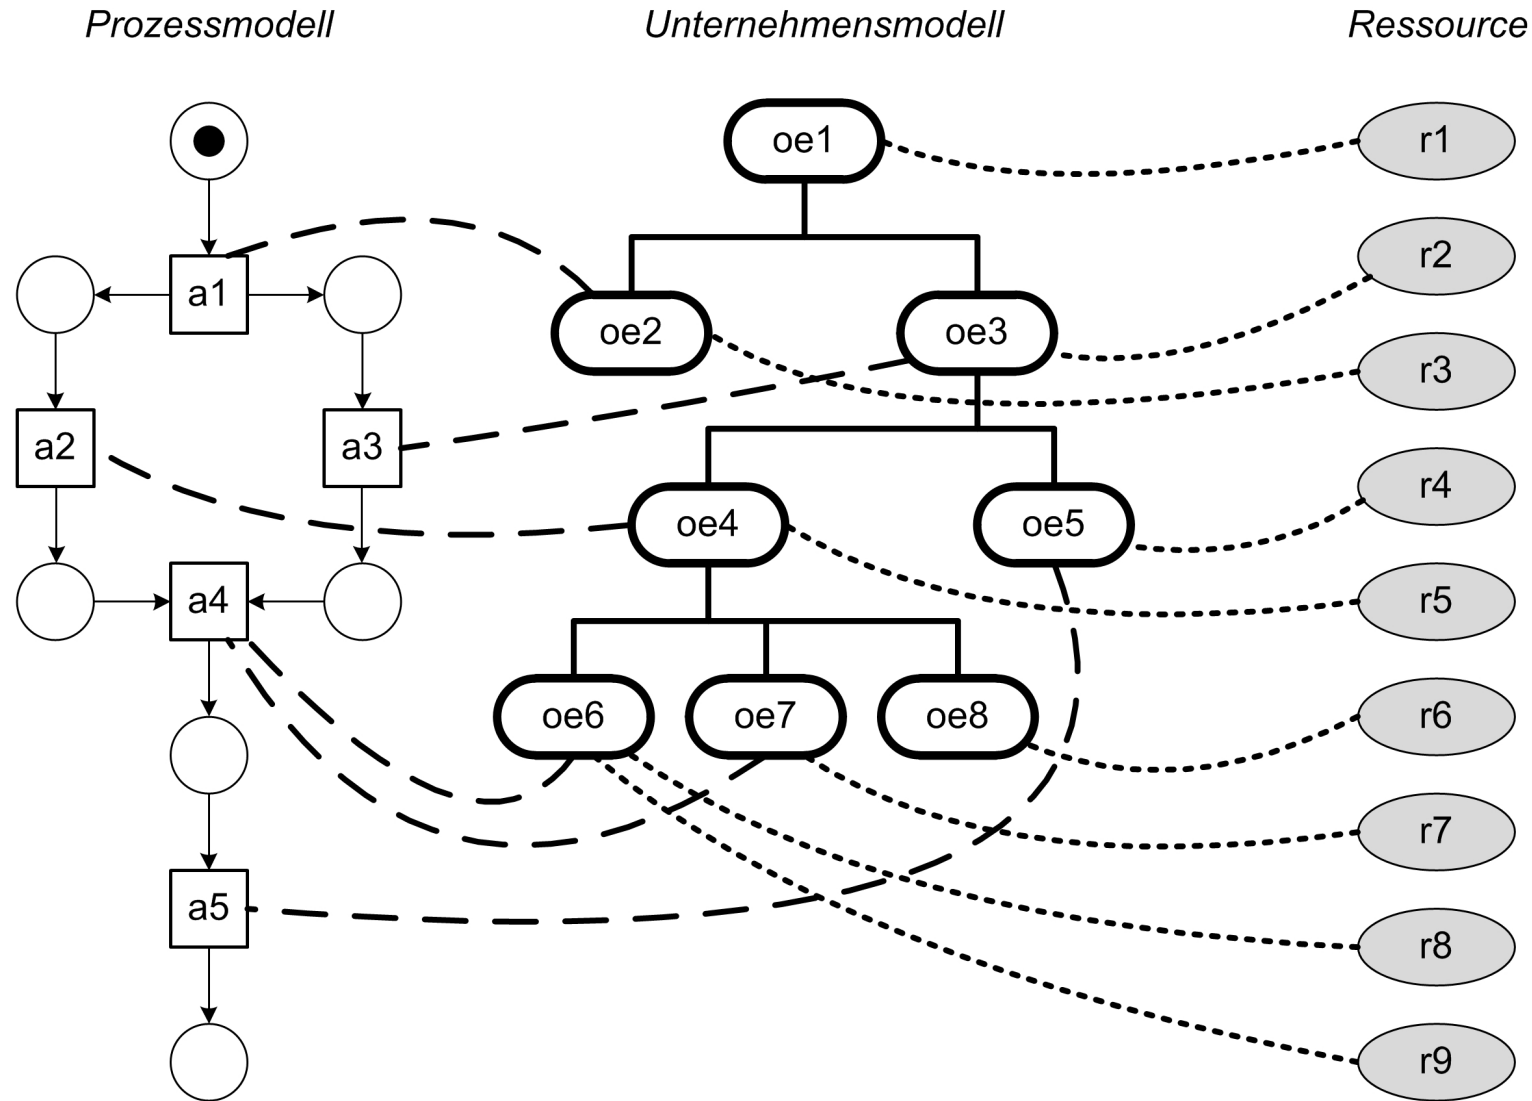 Prozessmodell Unternehmensmodell Ressource
oe1 r1
r2
a1
oe2 oe3
r3
a2 a3
r4
oe4 oe5
a4 r5
oe6 oe7 oe8 r6
r7
a5
r8
r9